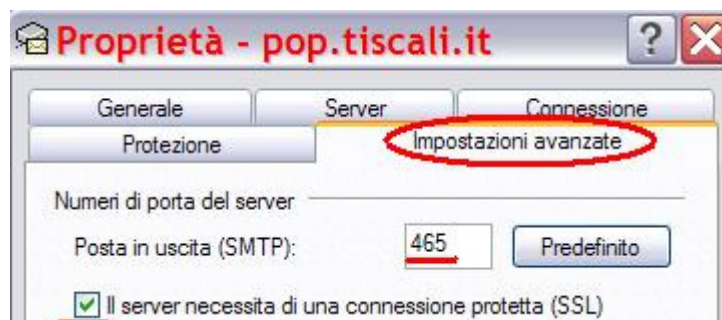 Proprietà - pop.tiscali.it
?
X
Generale Server Connessione
Protezione Impostazioni avanzate
Numeri di porta del server
Posta in uscita (SMTP): 465 Predefinito
Il server necessita di una connessione protetta (SSL)